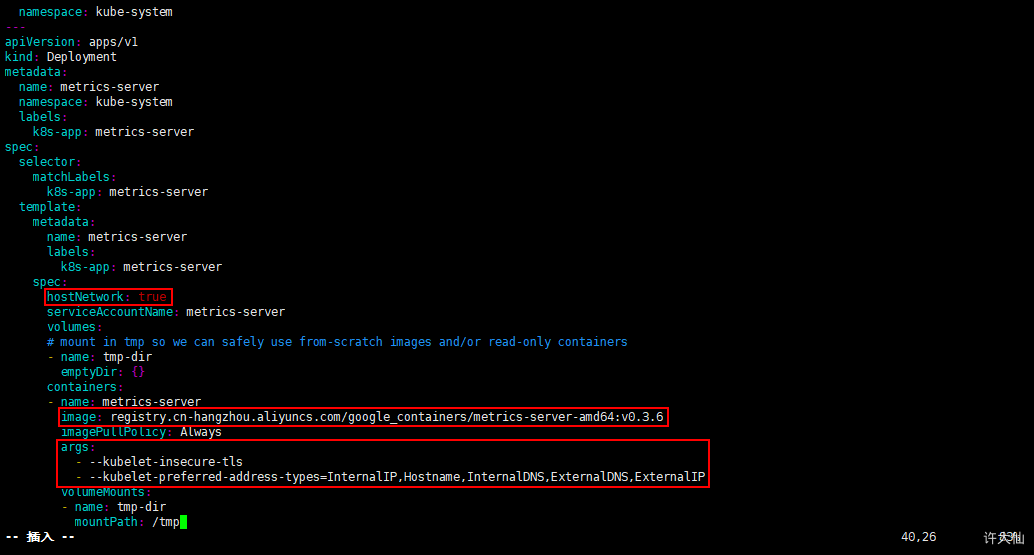 namespace: kube-system
---
apiVersion: apps/v1
kind: Deployment
metadata:
  name: metrics-server
  namespace: kube-system
  labels:
    k8s-app: metrics-server
spec:
  selector:
    matchLabels:
      k8s-app: metrics-server
  template:
    metadata:
      name: metrics-server
      labels:
        k8s-app: metrics-server
    spec:
      hostNetwork: true
      serviceAccountName: metrics-server
      volumes:
      # mount in tmp so we can safely use from-scratch images and/or read-only containers
      - name: tmp-dir
        emptyDir: {}
      containers:
      - name: metrics-server
        image: registry.cn-hangzhou.aliyuncs.com/google_containers/metrics-server-amd64:v0.3.6
        imagePullPolicy: Always
        args:
          - --kubelet-insecure-tls
          - --kubelet-preferred-address-types=InternalIP,Hostname,InternalDNS,ExternalDNS,ExternalIP
        volumeMounts:
        - name: tmp-dir
          mountPath: /tmp
-- 插入 -- 40,26